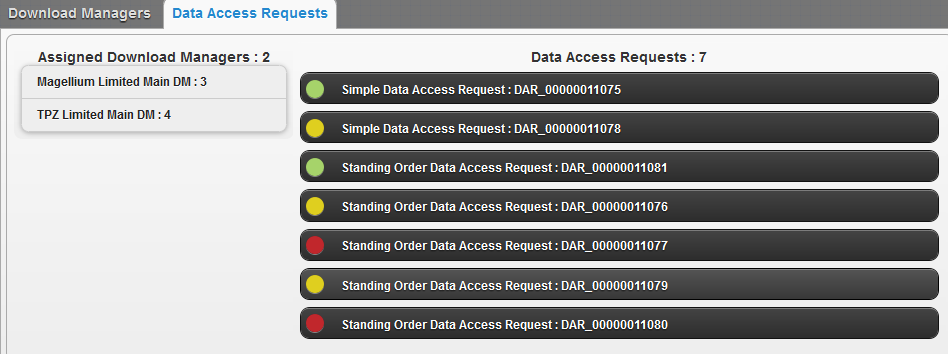 Download Managers
Data Access Requests
Assigned Download Managers : 2
Magellium Limited Main DM : 3
TPZ Limited Main DM : 4
Data Access Requests : 7
Simple Data Access Request : DAR_00000011075
Simple Data Access Request : DAR_00000011078
Standing Order Data Access Request : DAR_00000011081
Standing Order Data Access Request : DAR_00000011076
Standing Order Data Access Request : DAR_00000011077
Standing Order Data Access Request : DAR_00000011079
Standing Order Data Access Request : DAR_00000011080